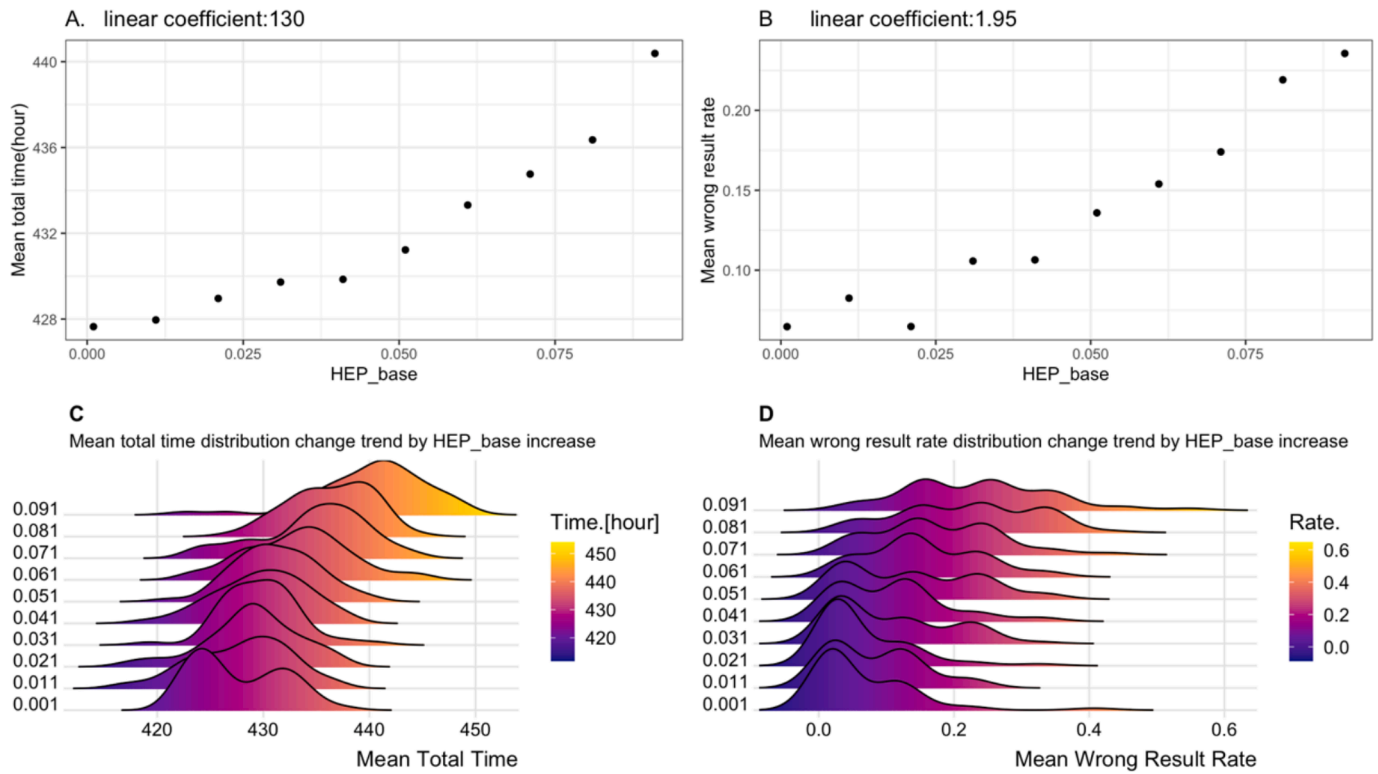 A. linear coefficient:130
Mean total time(hour)
440
436
432
428
0.000 0.025 0.050 0.075
HEP_base
B linear coefficient:1.95
Mean wrong result rate
0.20
0.15
0.10
0.000 0.025 0.050 0.075
HEP_base
C
Mean total time distribution change trend by HEP_base increase
0.091
0.081
0.071
0.061
0.051
0.041
0.031
0.021
0.011
0.001
420 430 440 450
Mean Total Time
Time.[hour]
450
440
430
420
D
Mean wrong result rate distribution change trend by HEP_base increase
0.091
0.081
0.071
0.061
0.051
0.041
0.031
0.021
0.011
0.001
0.0 0.2 0.4 0.6
Mean Wrong Result Rate
Rate.
0.6
0.4
0.2
0.0